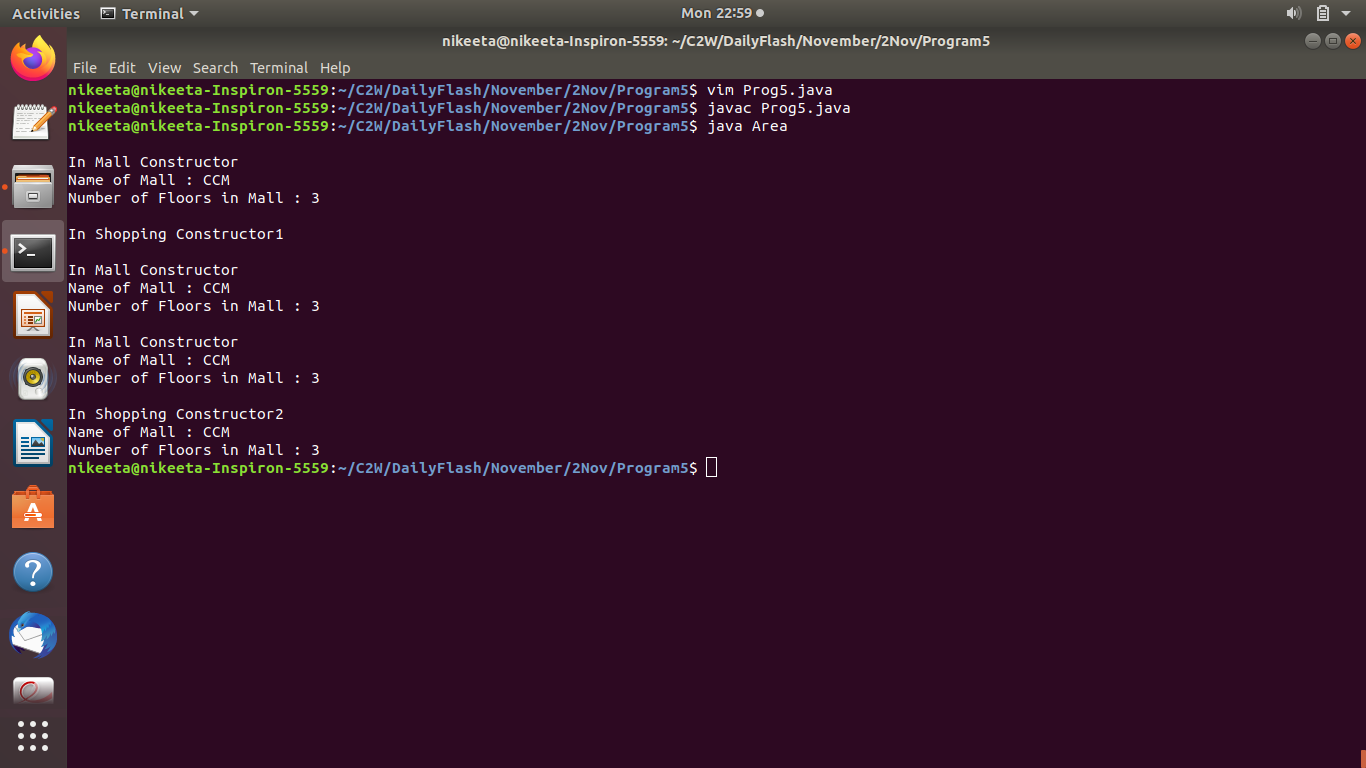 Activities Terminal Mon 22:59
nikeeta@nikeeta-Inspiron-5559: ~/C2W/DailyFlash/November/2Nov/Program5
File Edit View Search Terminal Help
nikeeta@nikeeta-Inspiron-5559:~/C2W/DailyFlash/November/2Nov/Program5$ vim Prog5.java
nikeeta@nikeeta-Inspiron-5559:~/C2W/DailyFlash/November/2Nov/Program5$ javac Prog5.java
nikeeta@nikeeta-Inspiron-5559:~/C2W/DailyFlash/November/2Nov/Program5$ java Area
In Mall Constructor
Name of Mall : CCM
Number of Floors in Mall : 3
In Shopping Constructor1
In Mall Constructor
Name of Mall : CCM
Number of Floors in Mall : 3
In Mall Constructor
Name of Mall : CCM
Number of Floors in Mall : 3
In Shopping Constructor2
Name of Mall : CCM
Number of Floors in Mall : 3
nikeeta@nikeeta-Inspiron-5559:~/C2W/DailyFlash/November/2Nov/Program5$